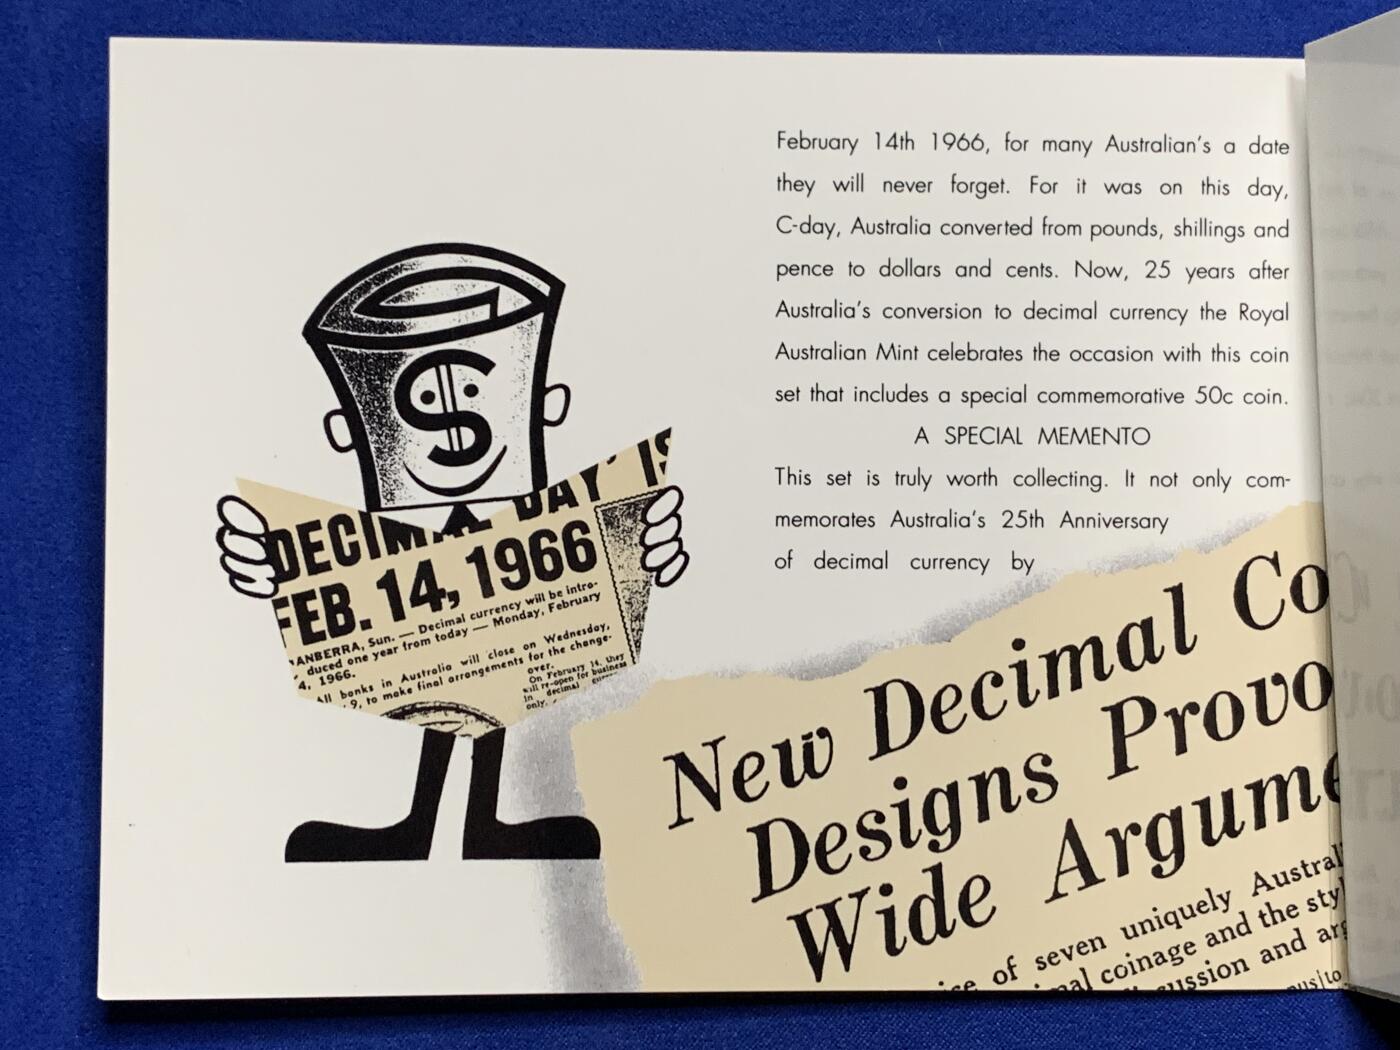 February 14th 1966, for many Australian's a date
they will never forget. For it was on this day,
C-day, Australia converted from pounds, shillings and
pence to dollars and cents. Now, 25 years after
Australia's conversion to decimal currency the Royal
Australian Mint celebrates the occasion with this coin
set that includes a special commemorative 50c coin.
A SPECIAL MEMENTO
This set is truly worth collecting. It not only com-
memorates Australia's 25th Anniversary
of decimal currency by
$
DECIMAL DAY' IS
FEB. 14, 1966
ANBERRA, Sun. — Decimal currency will be intro-
duced one year from today — Monday, February
4, 1966.
All banks in Australia will close on Wednesday,
9, to make final arrangements for the change-
over.
On February 14, they
will re-open for business
in decimal
only.
New Decimal Co
Designs Provo
Wide Argume
of seven uniquely Austral
coinage and the sty
ussion and arg